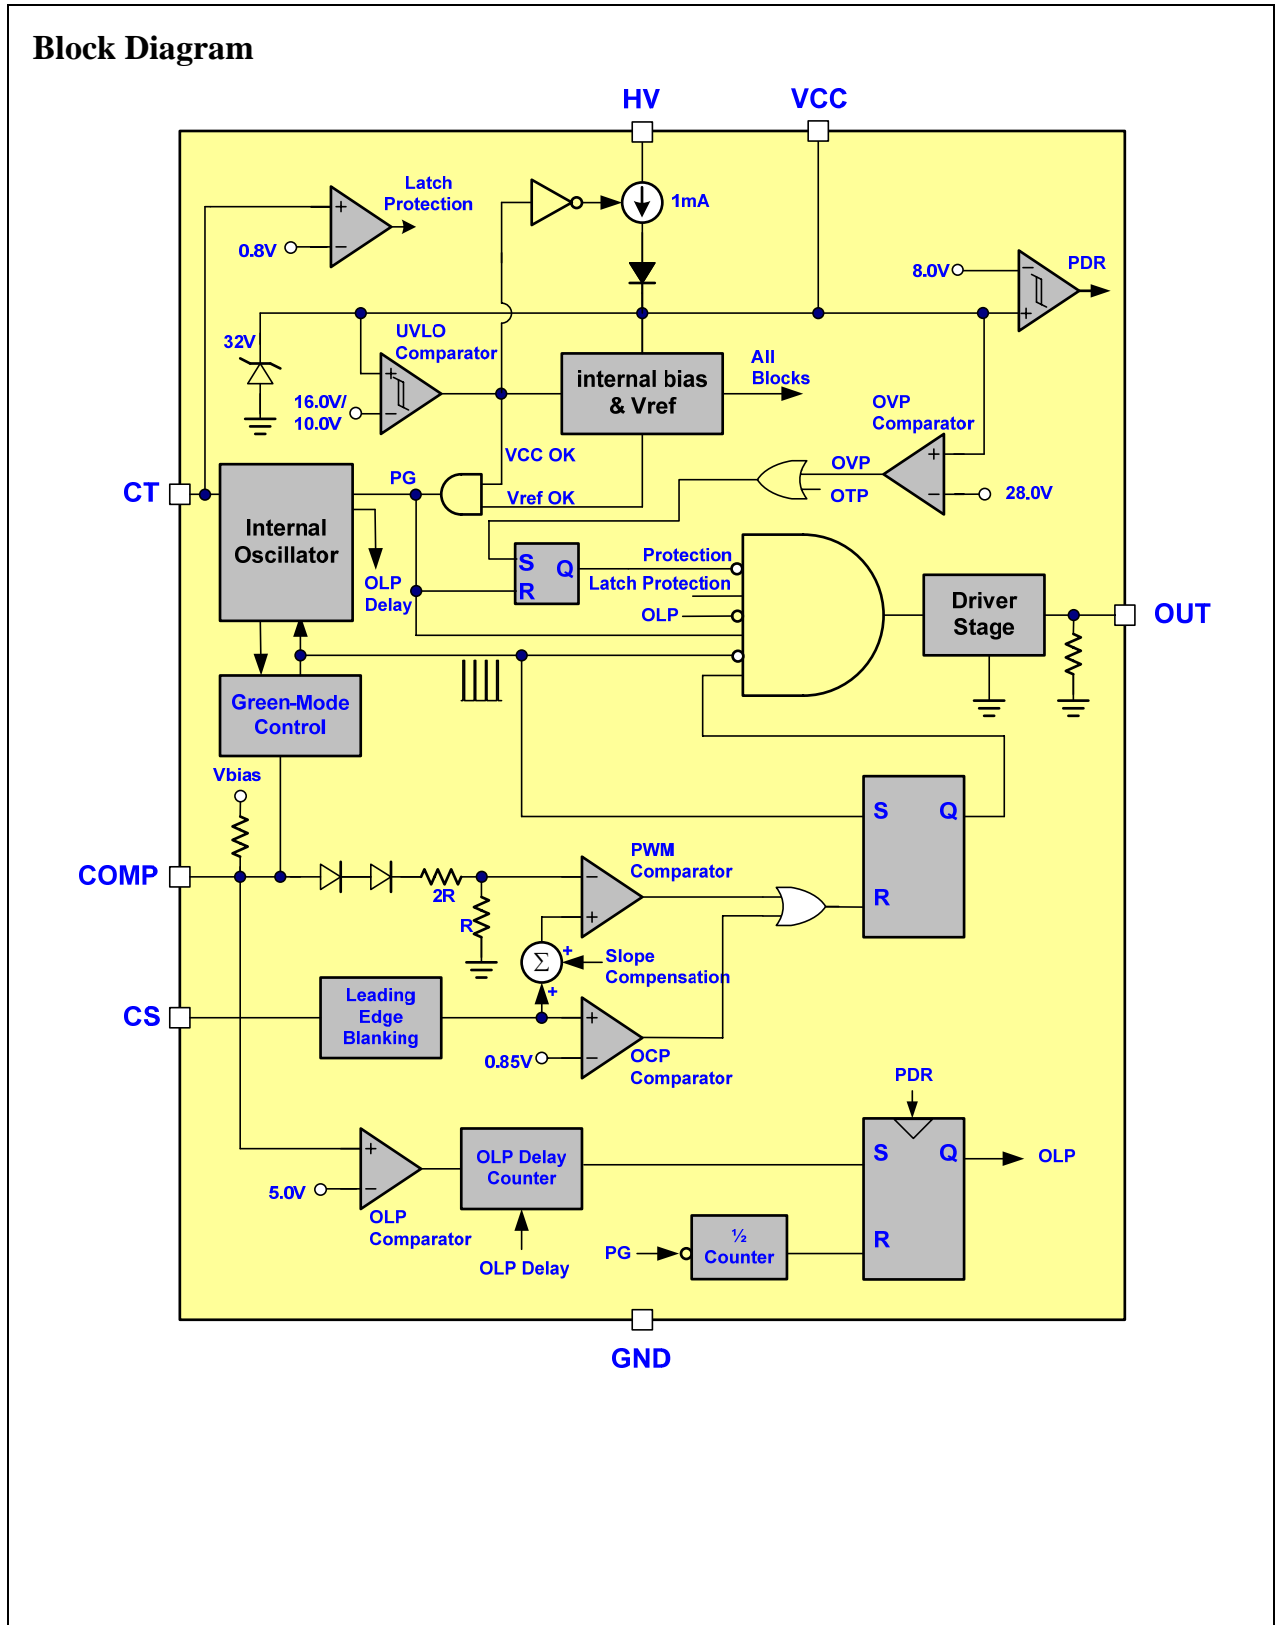 Block Diagram
HV
VCC
Latch
Protection
+
−
0.8V
1mA
8.0V
−
+
PDR
32V
UVLO
Comparator
+
−
16.0V/
10.0V
internal bias
& Vref
All
Blocks
OVP
Comparator
+
−
28.0V
OVP
OTP
VCC OK
Vref OK
PG
CT
Internal
Oscillator
OLP
Delay
S
Q
R
Protection
Latch Protection
OLP
Driver
Stage
OUT
Green-Mode
Control
Vbias
COMP
2R
R
PWM
Comparator
−
+
S
Q
R
Σ
+
+
Slope
Compensation
CS
Leading
Edge
Blanking
+
−
0.85V
OCP
Comparator
PDR
S
Q
R
OLP
+
−
5.0V
OLP
Comparator
OLP Delay
Counter
OLP Delay
PG
½
Counter
GND